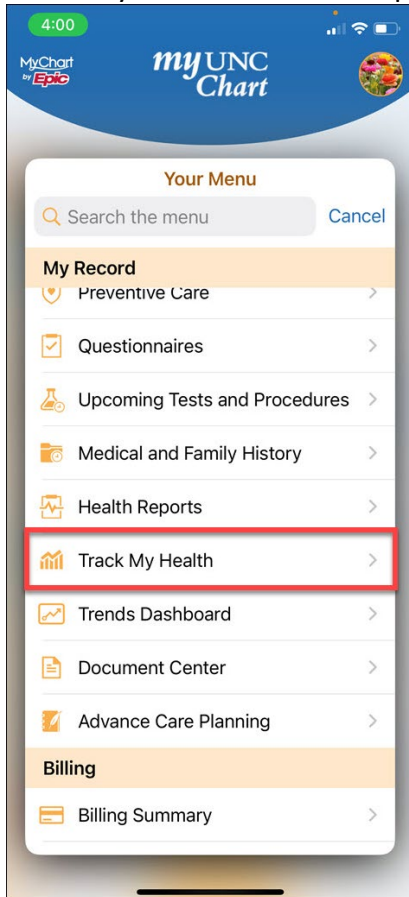 4:00
MyChart
by Epic
my UNC
Chart
Your Menu
Search the menu
Cancel
My Record
Preventive Care
Questionnaires
Upcoming Tests and Procedures
Medical and Family History
Health Reports
Track My Health
Trends Dashboard
Document Center
Advance Care Planning
Billing
Billing Summary